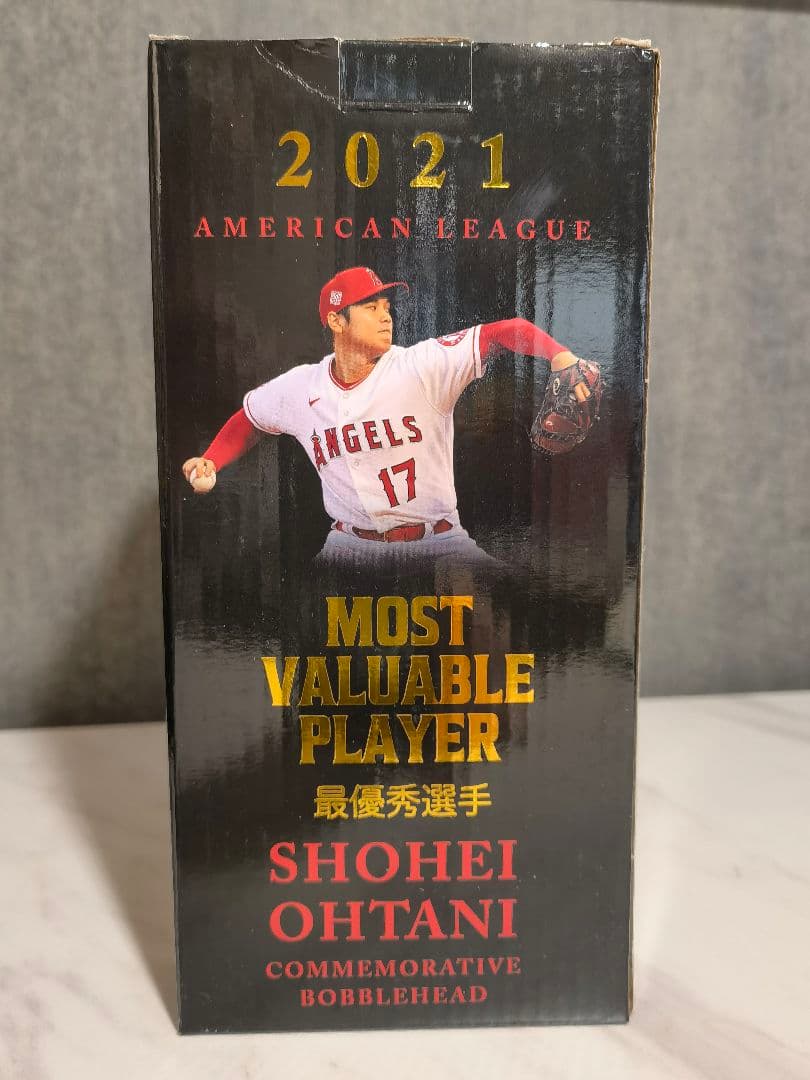 2021
AMERICAN LEAGUE
ANGELS
17
MOST
VALUABLE
PLAYER
最優秀選手
SHOHEI
OHTANI
COMMEMORATIVE
BOBBLEHEAD